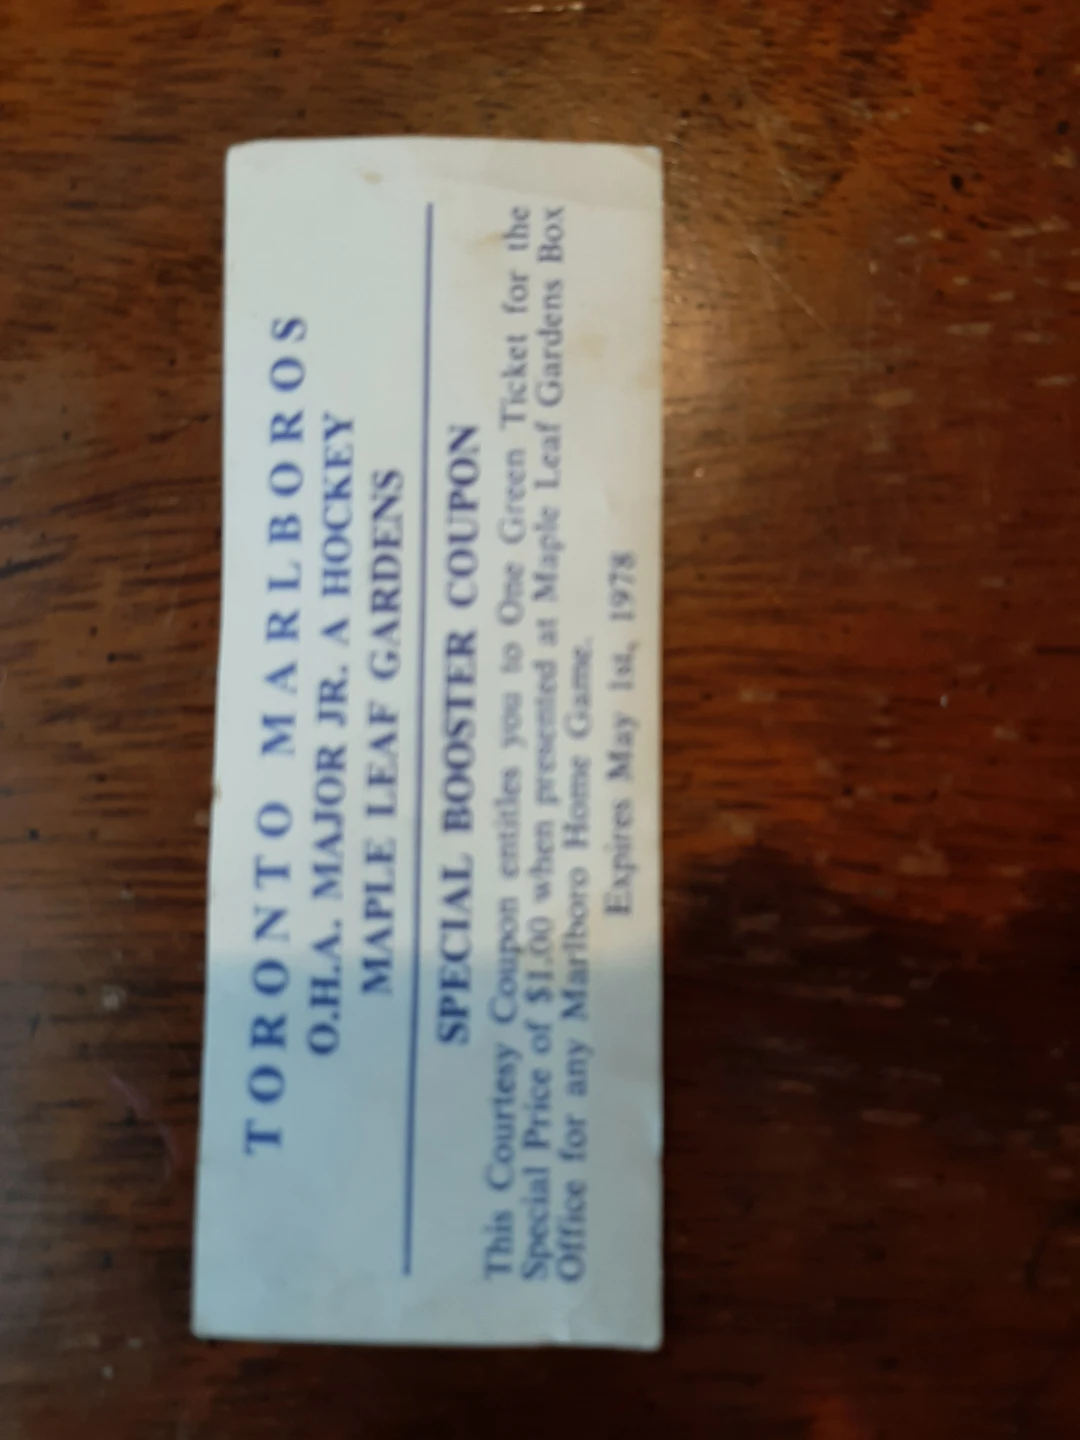 TORONTO MARLBOROS
O.H.A. MAJOR JR. A HOCKEY
MAPLE LEAF GARDENS
SPECIAL BOOSTER COUPON
This Courtesy Coupon entitles you to One Green Ticket for the
Special Price of $1.00 when presented at Maple Leaf Gardens Box
Office for any Marlboro Home Game.
Expires May 1st, 1978